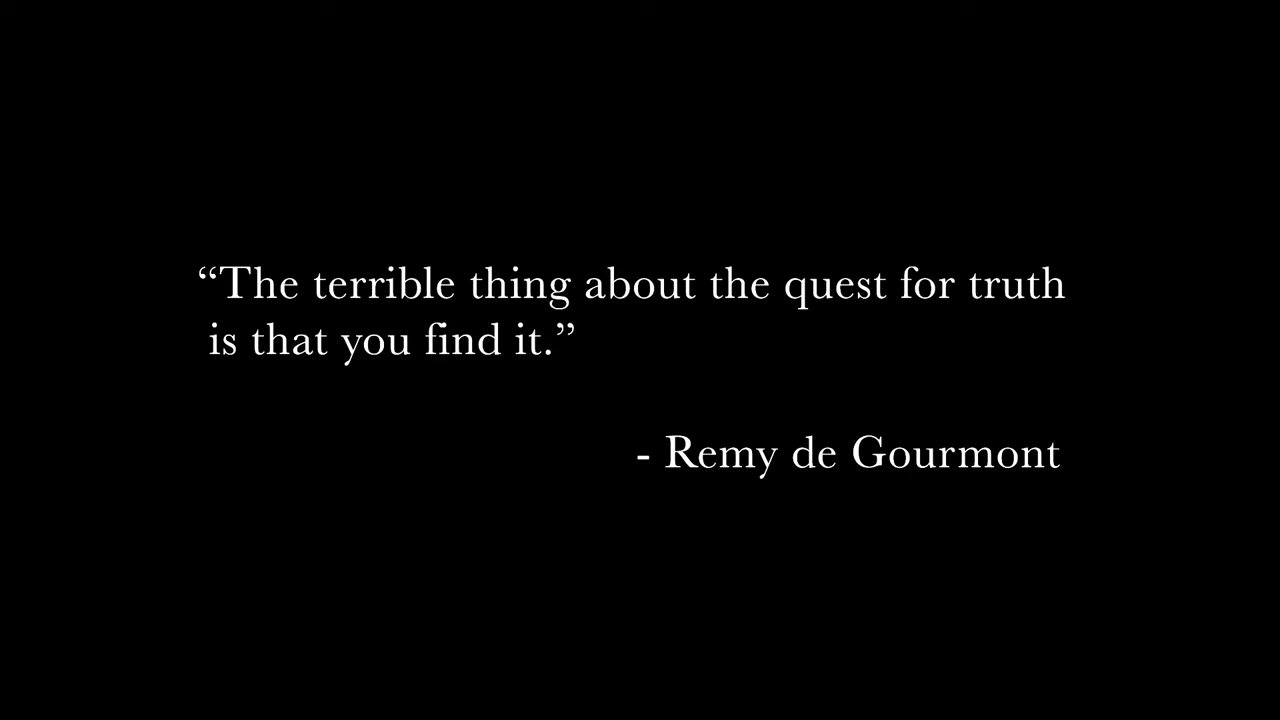 “The terrible thing about the quest for truth
is that you find it.”
- Remy de Gourmont